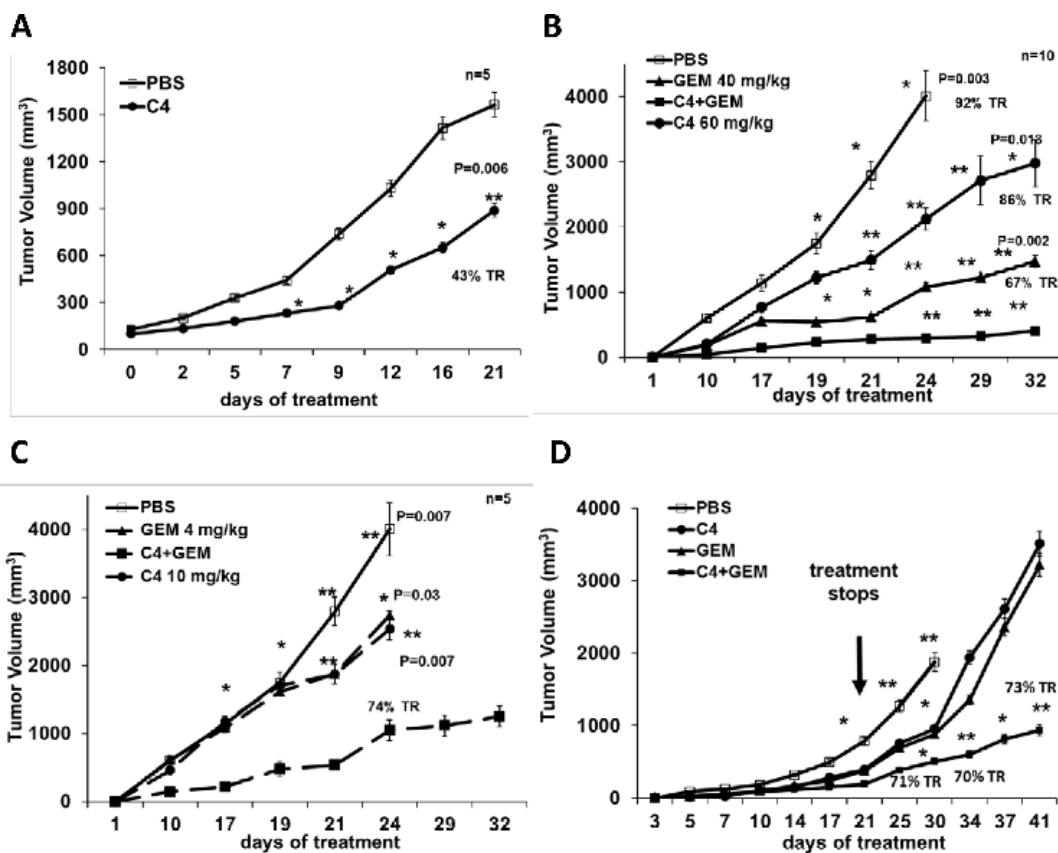 A
Tumor Volume (mm³)
1800
1500
1200
900
600
300
0
PBS
C4
n=5
P=0.006
*
*
*
*
**
43% TR
0 2 5 7 9 12 16 21
days of treatment
B
Tumor Volume (mm³)
4000
3000
2000
1000
0
PBS
GEM 40 mg/kg
C4+GEM
C4 60 mg/kg
n=10
* P=0.003
92% TR
*
P=0.013
*
**
*
86% TR
**
**
P=0.002
**
**
**
67% TR
*
*
**
**
**
1 10 17 19 21 24 29 32
days of treatment
C
Tumor Volume (mm³)
4000
3000
2000
1000
0
PBS
GEM 4 mg/kg
C4+GEM
C4 10 mg/kg
n=5
P=0.007
**
**
* P=0.03
*
**
**
P=0.007
*
74% TR
1 10 17 19 21 24 29 32
days of treatment
D
Tumor Volume (mm³)
4000
3000
2000
1000
0
PBS
C4
GEM
C4+GEM
treatment
stops
**
**
*
*
73% TR
*
**
*
**
71% TR
70% TR
3 5 7 10 14 17 21 25 30 34 37 41
days of treatment